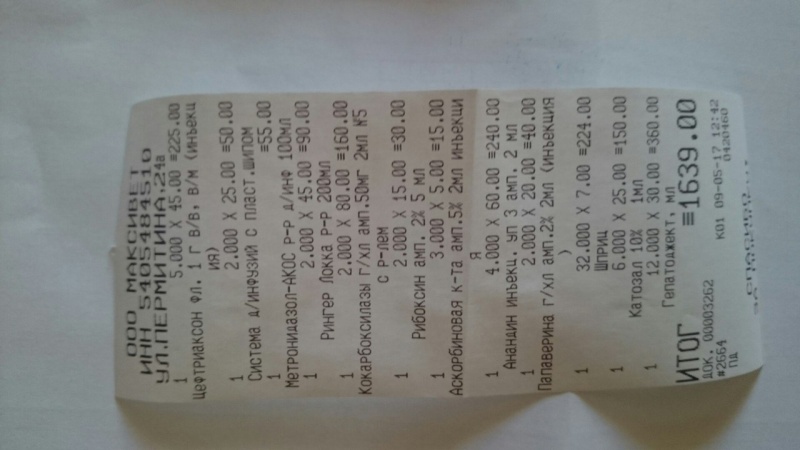 ООО МАКСИВЕТ
ИНН 5405484510
УЛ.ПЕРМИТИНА,24а
1 5.000 X 45.00 ≡225.00
Цефтриаксон Фл. 1 г В/В, В/М (инъекц
ия)
1 2.000 X 25.00 ≡50.00
Система д/инфузий с пласт.шипом
1 ≡55.00
Метронидазол-АКОС Р-Р д/инф 100мл
1 2.000 X 45.00 ≡90.00
Рингер Локка Р-Р 200мл
1 2.000 X 80.00 ≡160.00
Кокарбоксилазы г/хл амп.50мг 2мл N5
с р-лем
1 2.000 X 15.00 ≡30.00
Рибоксин амп. 2% 5 мл
1 3.000 X 5.00 ≡15.00
Аскорбиновая к-та амп.5% 2мл инъекци
я
1 4.000 X 60.00 ≡240.00
Анандин инъекц. уп 3 амп. 2 мл
1 2.000 X 20.00 ≡40.00
Папаверина г/хл амп.2% 2мл (инъекция
)
1 32.000 X 7.00 ≡224.00
Шприц
1 6.000 X 25.00 ≡150.00
Катозал 10% 1мл
1 12.000 X 30.00 ≡360.00
Гепатоджект, мл
ИТОГ ≡1639.00
ДОК. 00003262
#2664 К01 09-05-17 12:42
ПД 0420460